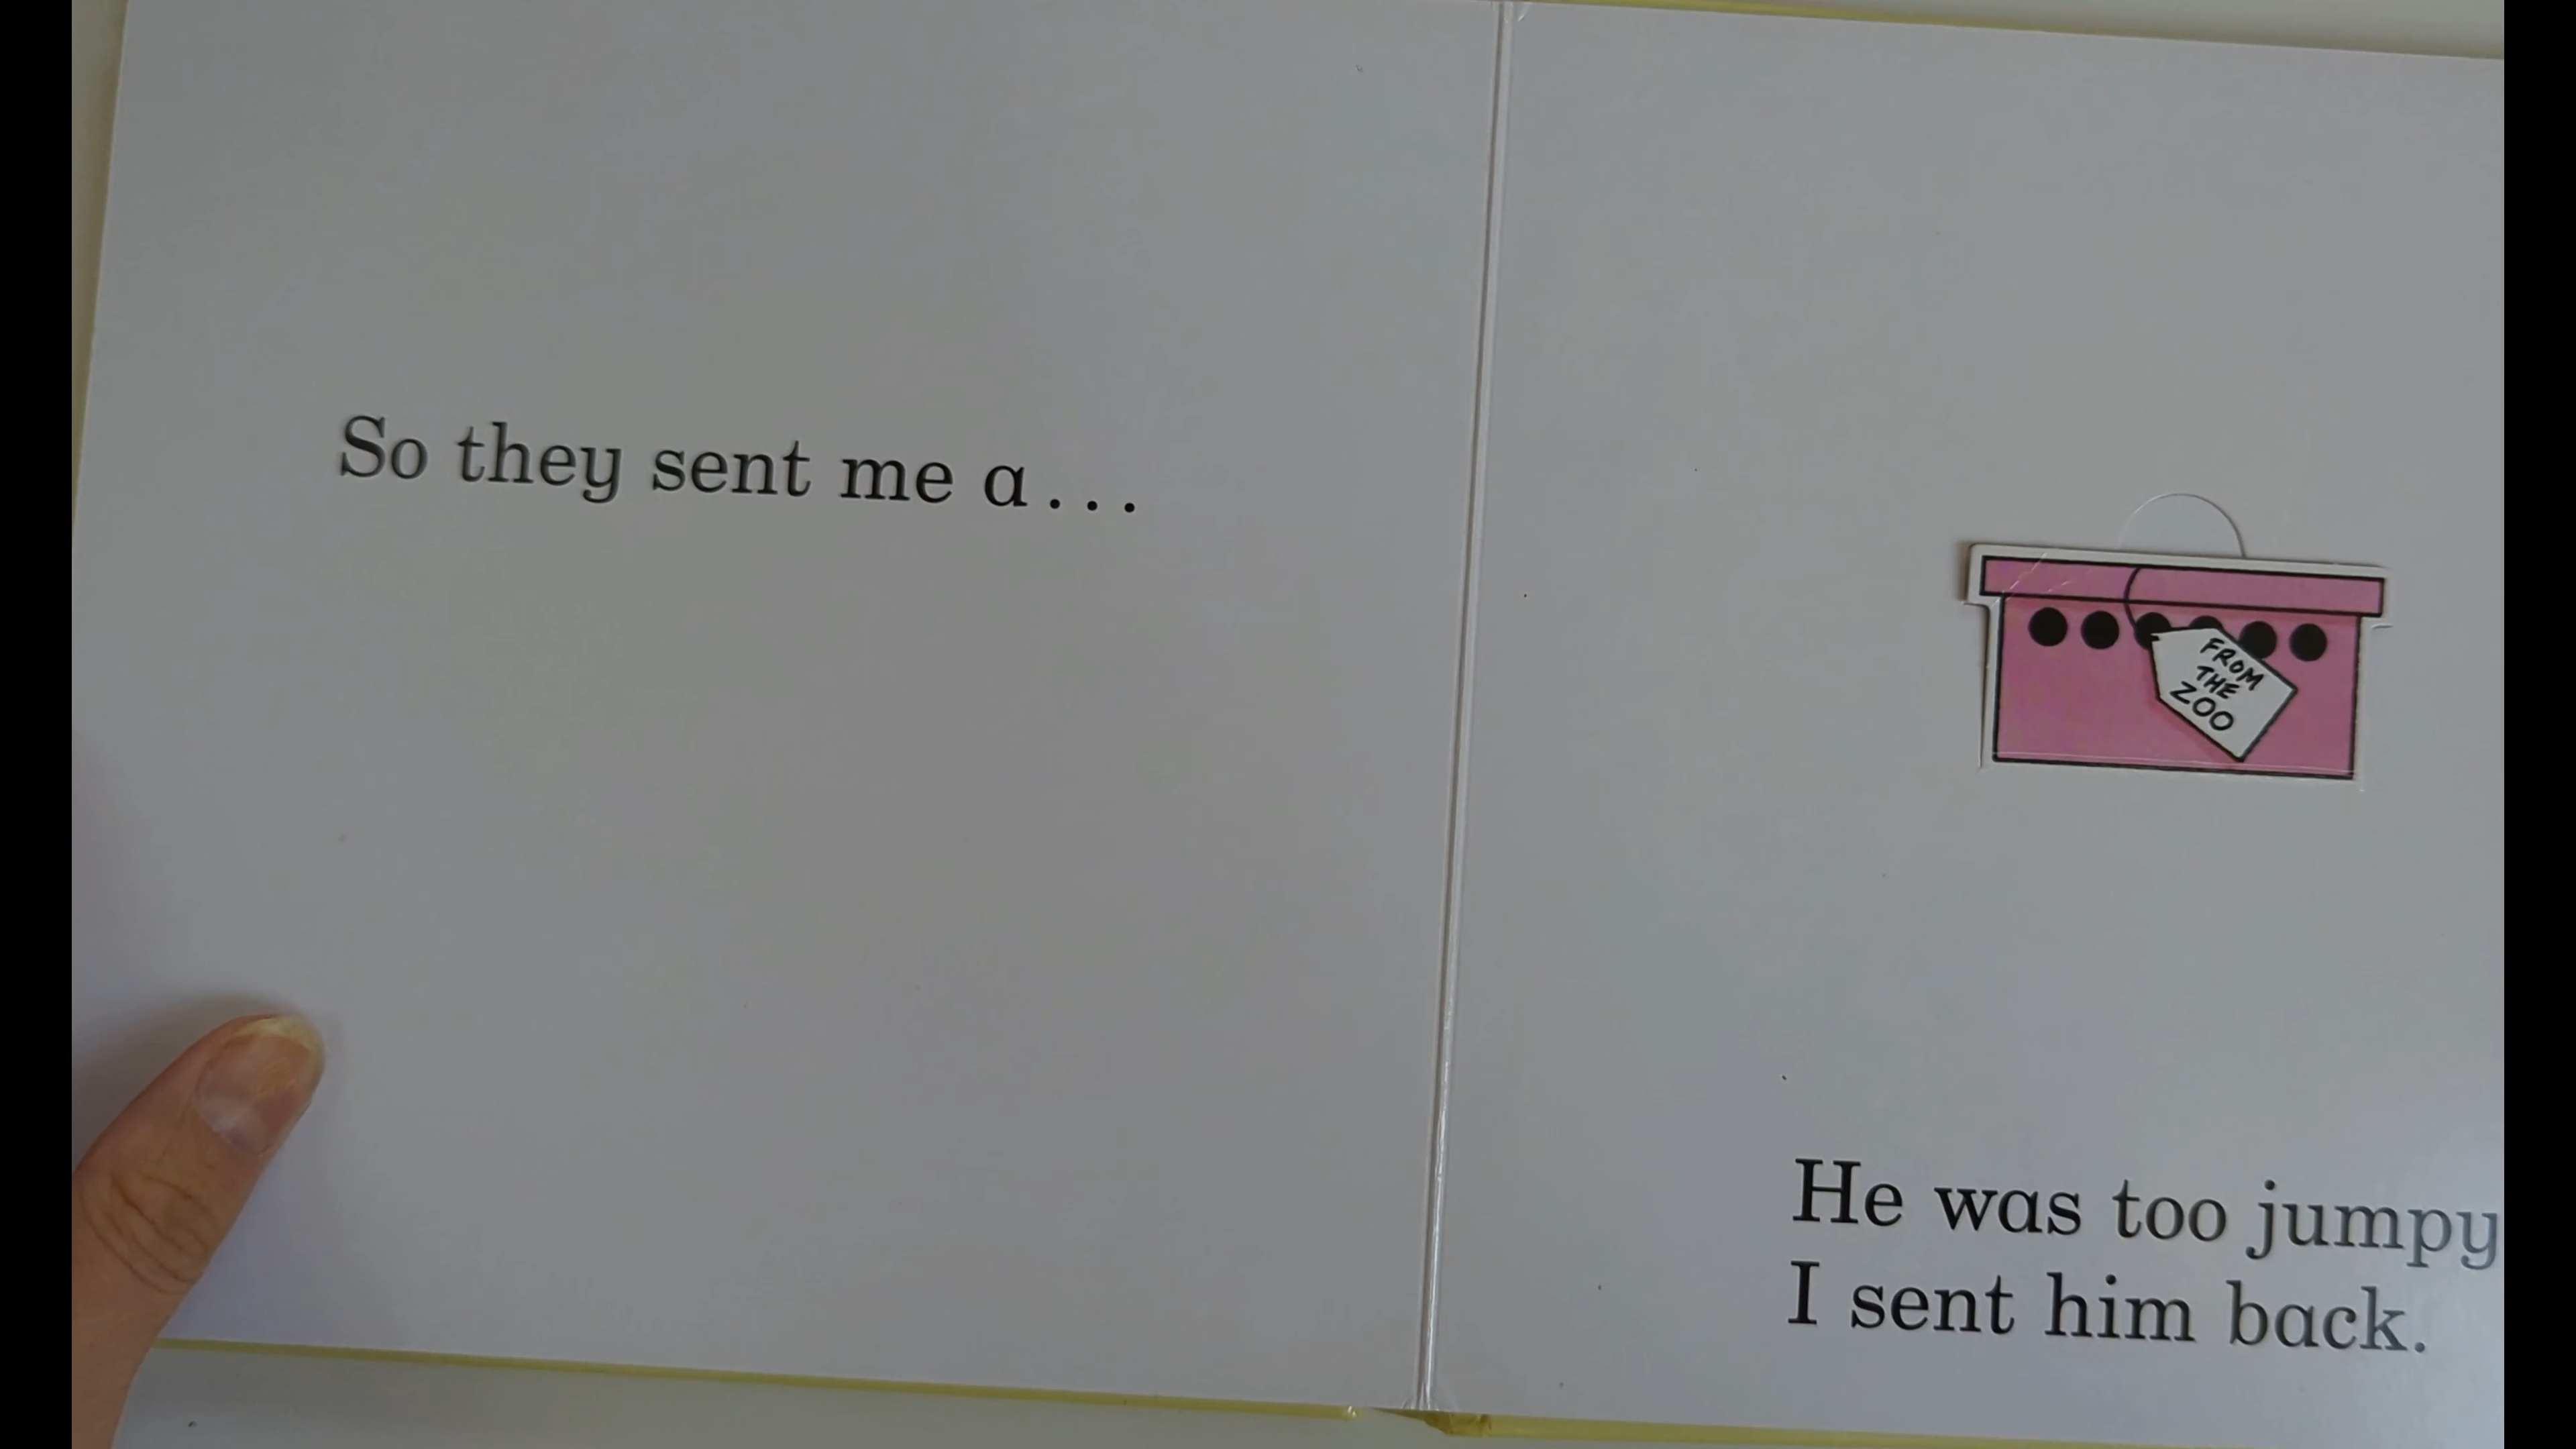 So they sent me a...
FROM
THE
ZOO
He was too jumpy
I sent him back.